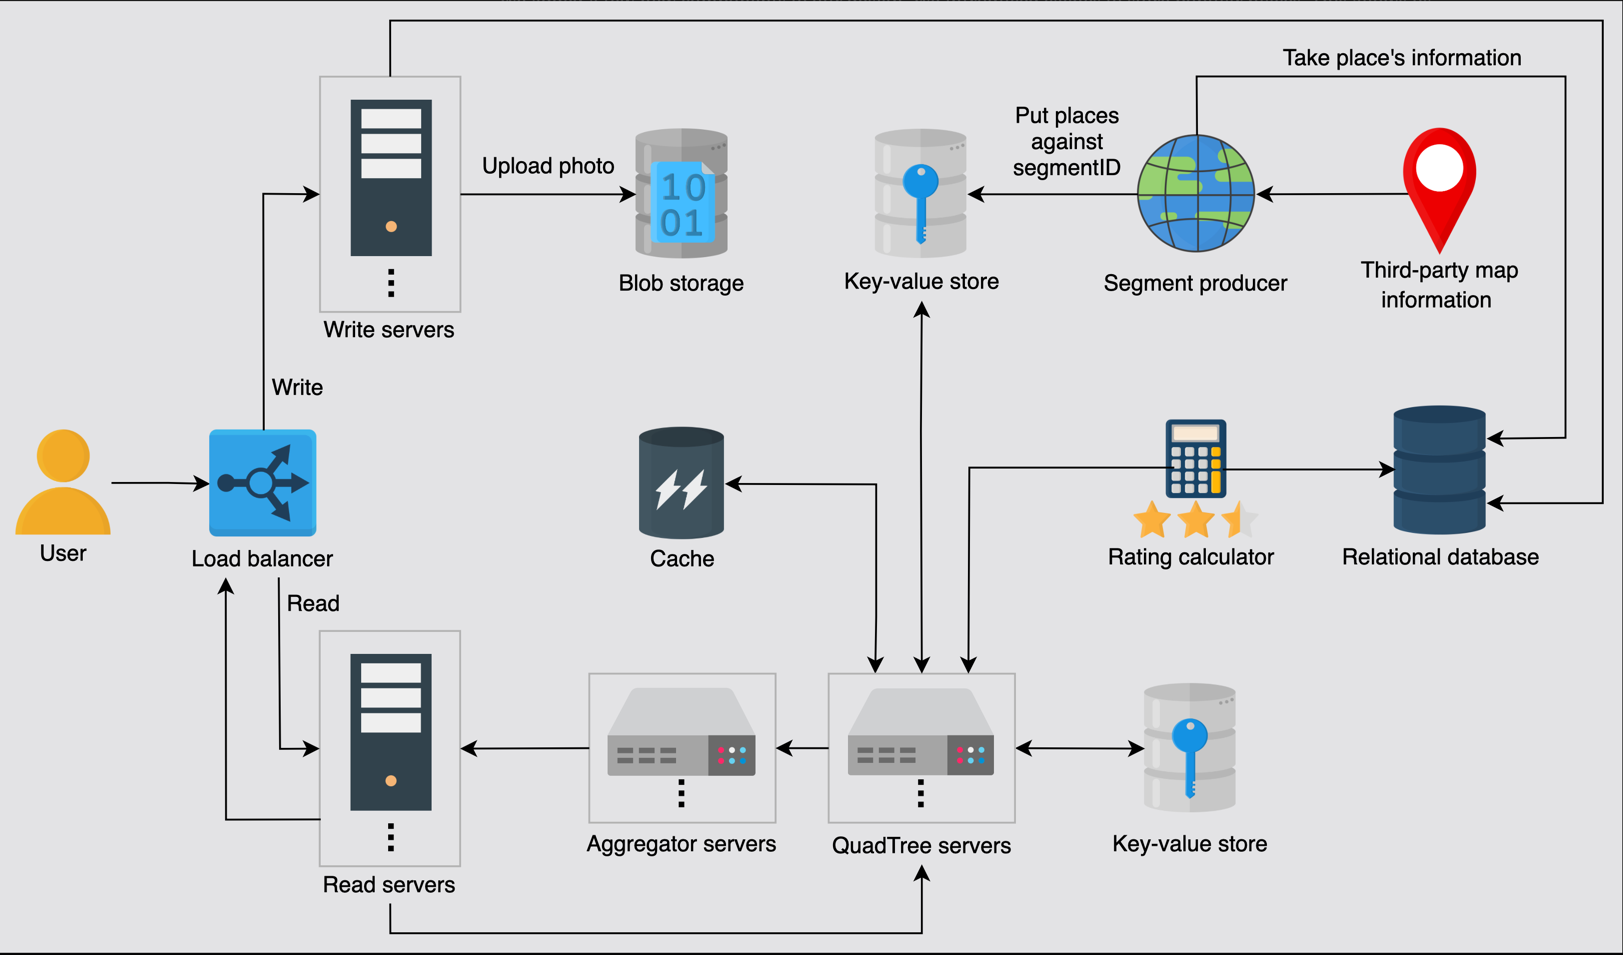 Take place's information
Put places
against
segmentID
Upload photo
10
01
Blob storage
Key-value store
Segment producer
Third-party map
information
Write servers
Write
User
Load balancer
Cache
Rating calculator
Relational database
Read
Aggregator servers
QuadTree servers
Key-value store
Read servers